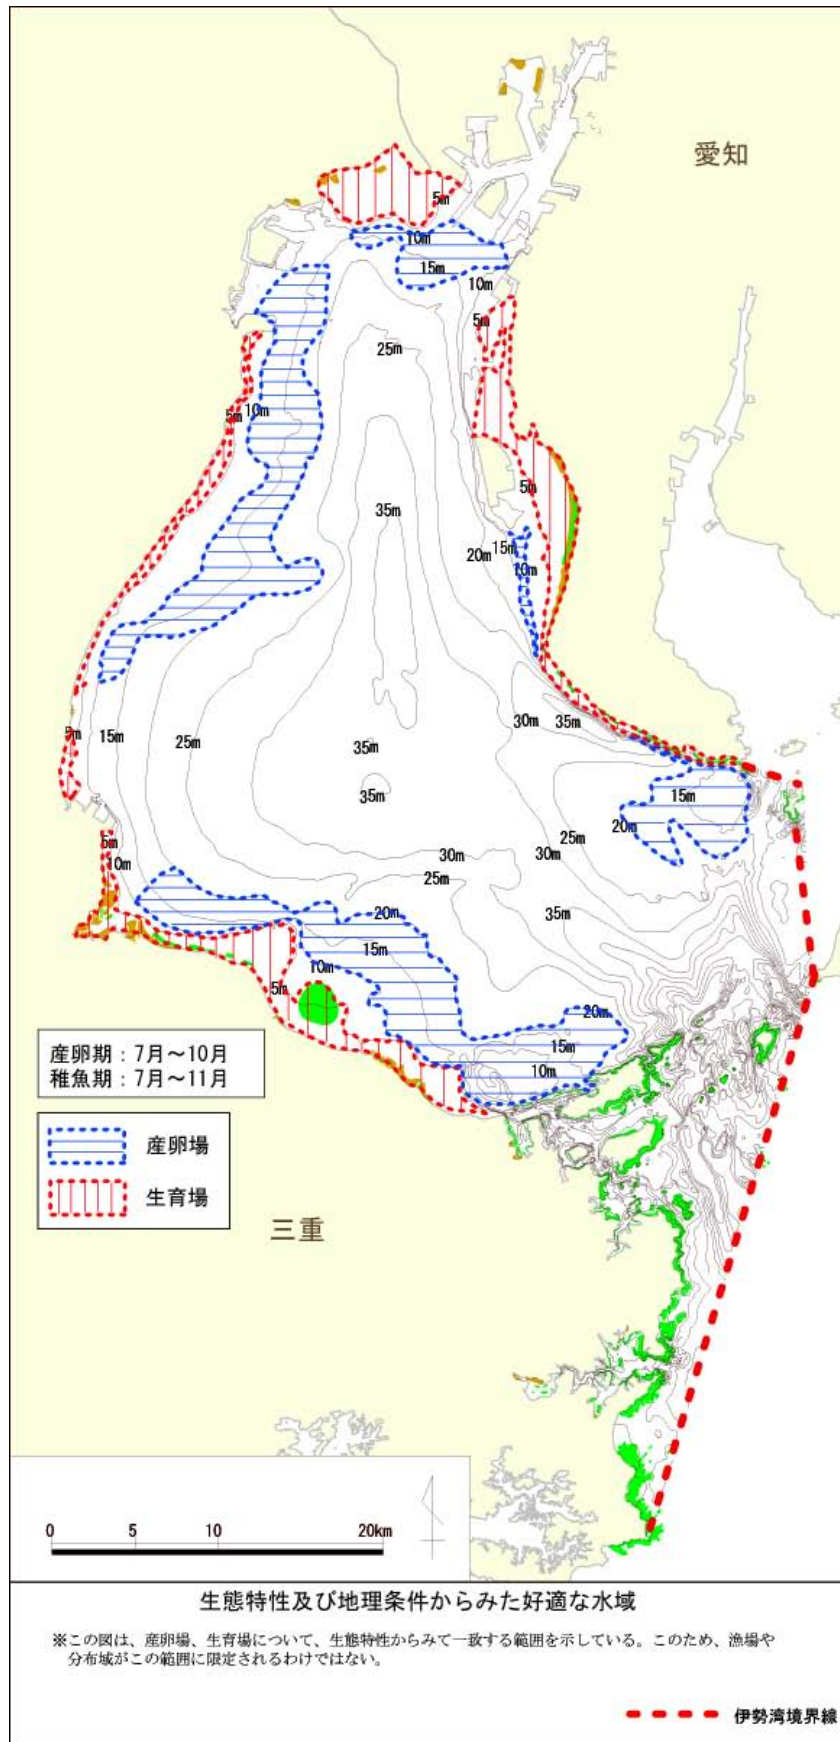 愛知
5m
10m
15m
10m
5m
25m
5m
10m
35m
5m
15m
20m
10m
30m
35m
5m
15m
25m
35m
35m
15m
20m
25m
5m
10m
30m
30m
25m
20m
35m
15m
10m
5m
20m
15m
10m
産卵期：7月～10月
稚魚期：7月～11月
産卵場
生育場
三重
0 5 10 20km
生態特性及び地理条件からみた好適な水域
※この図は、産卵場、生育場について、生態特性からみて一致する範囲を示している。このため、漁場や
分布域がこの範囲に限定されるわけではない。
伊勢湾境界線